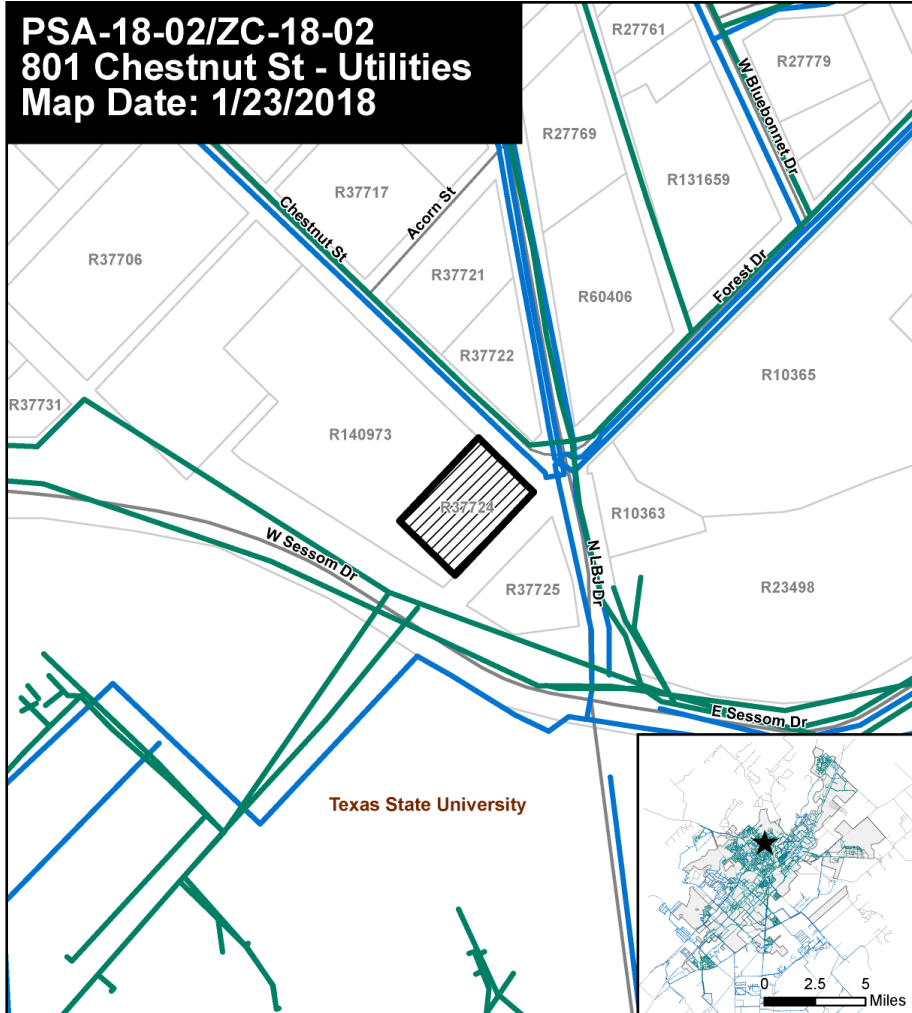 PSA-18-02/ZC-18-02
801 Chestnut St - Utilities
Map Date: 1/23/2018
R27761
W Bluebonnet Dr
R27779
R27769
R37717
Acorn St
R131659
Chestnut St
R37706
R37721
Forest Dr
R60406
R37722
R10365
R37731
R140973
R37724
R10363
W Sessom Dr
N L B J Dr
R37725
R23498
E Sessom Dr
Texas State University
0 2.5 5
Miles